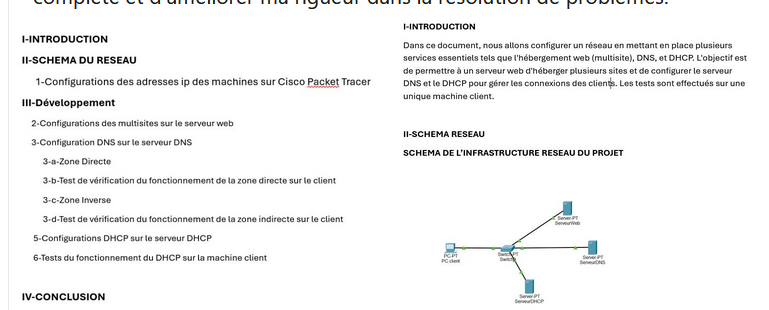 complète et d'améliorer ma rigueur dans la résolution de problèmes.
I-INTRODUCTION
II-SCHEMA DU RESEAU
1-Configurations des adresses ip des machines sur Cisco Packet Tracer
III-Développement
2-Configurations des multisites sur le serveur web
3-Configuration DNS sur le serveur DNS
3-a-Zone Directe
3-b-Test de vérification du fonctionnement de la zone directe sur le client
3-c-Zone Inverse
3-d-Test de vérification du fonctionnement de la zone indirecte sur le client
5-Configurations DHCP sur le serveur DHCP
6-Tests du fonctionnement du DHCP sur la machine client
IV-CONCLUSION
I-INTRODUCTION
Dans ce document, nous allons configurer un réseau en mettant en place plusieurs
services essentiels tels que l'hébergement web (multisite), DNS, et DHCP. L'objectif est
de permettre à un serveur web d'héberger plusieurs sites et de configurer le serveur
DNS et le DHCP pour gérer les connexions des clients. Les tests sont effectués sur une
unique machine client.
II-SCHEMA RESEAU
SCHEMA DE L'INFRASTRUCTURE RESEAU DU PROJET
Server-PT
ServeurWeb
PC-PT
PC client
Switch-PT
Switch
Server-PT
ServeurDNS
Server-PT
ServeurDHCP